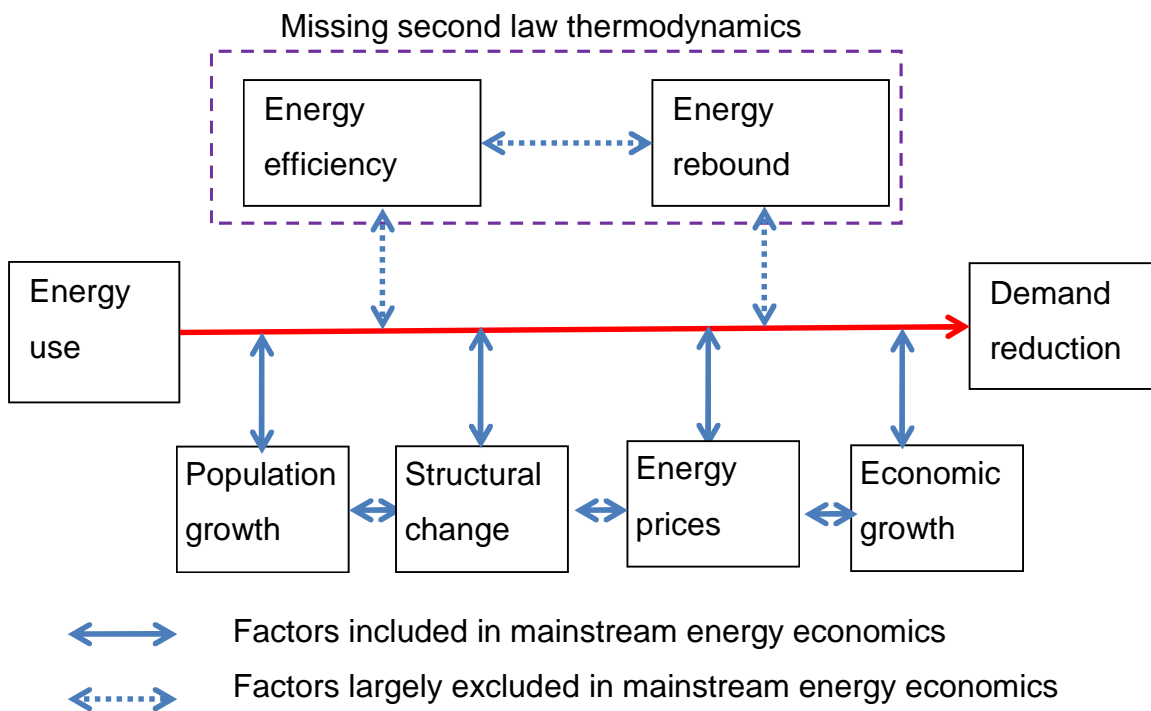 Missing second law thermodynamics
Energy
efficiency
Energy
rebound
Energy
use
Demand
reduction
Population
growth
Structural
change
Energy
prices
Economic
growth
Factors included in mainstream energy economics
Factors largely excluded in mainstream energy economics